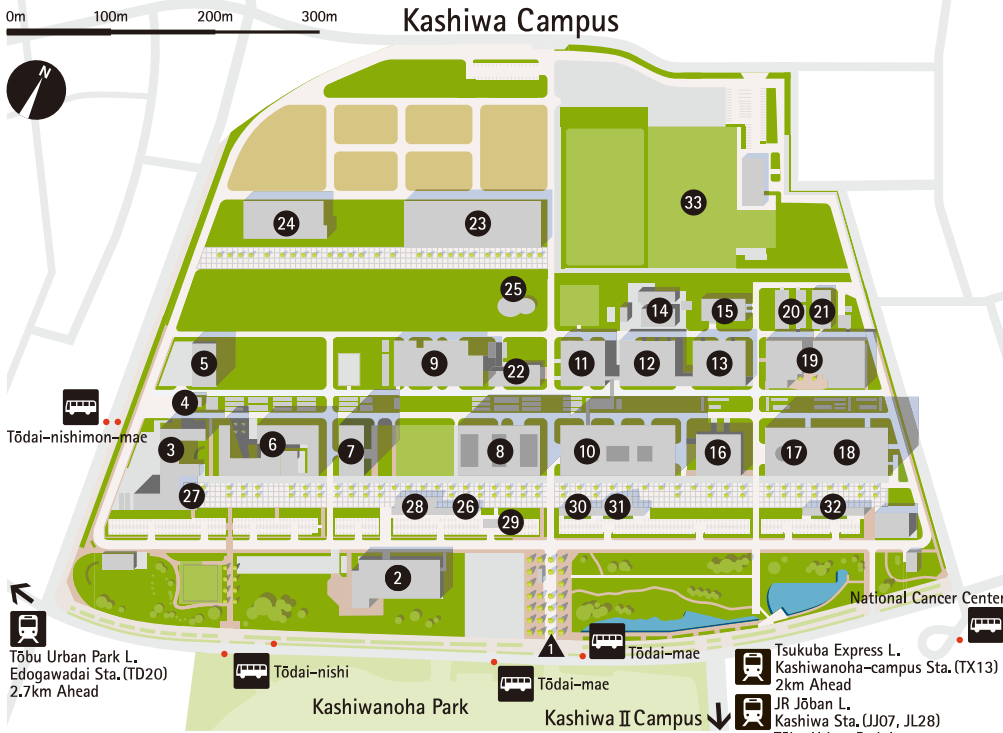 0m 100m 200m 300m
Kashiwa Campus
N
33
24
23
25
14
15
20
21
5
9
22
11
12
13
19
4
Tōdai-nishimon-mae
3
6
7
8
10
16
17
18
27
28
26
29
30
31
32
2
National Cancer Center
1
Tōbu Urban Park L.
Edogawadai Sta. (TD20)
2.7km Ahead
Tōdai-nishi
Tōdai-mae
Tōdai-mae
Kashiwanoha Park
Kashiwa II Campus
Tsukuba Express L.
Kashiwanoha-campus Sta. (TX13)
2km Ahead
JR Jōban L.
Kashiwa Sta. (JJ07, JL28)